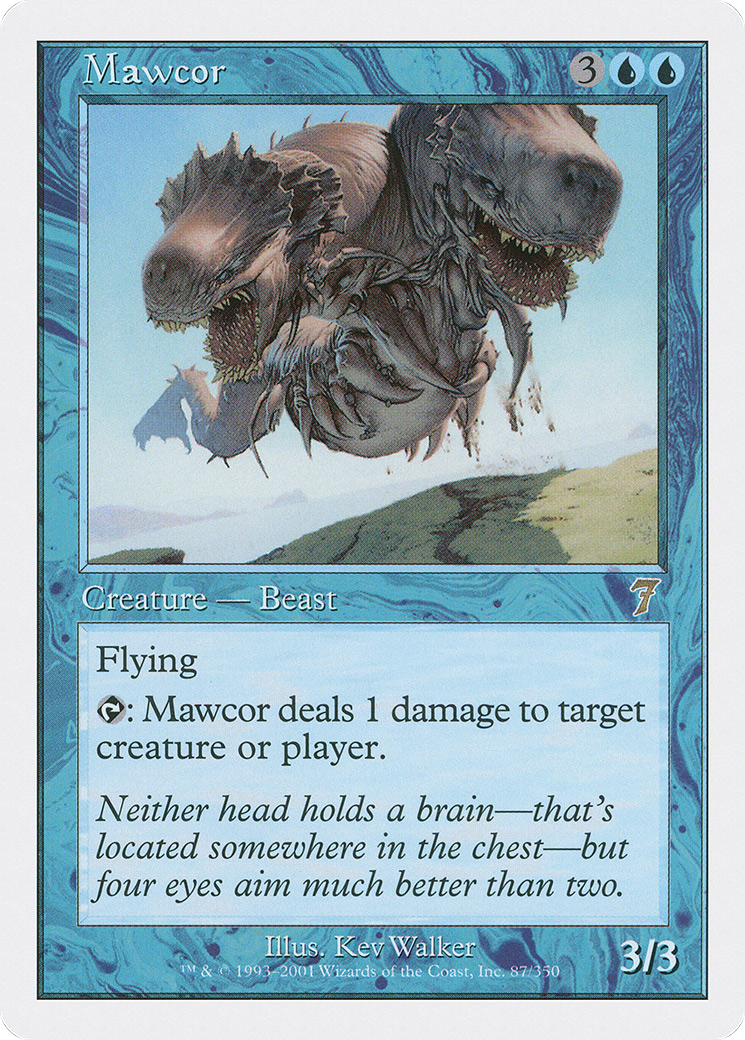 Mawcor 3
Creature — Beast 7
Flying
: Mawcor deals 1 damage to target
creature or player.
Neither head holds a brain—that's
located somewhere in the chest—but
four eyes aim much better than two.
Illus. Kev Walker
™ & © 1993–2001 Wizards of the Coast, Inc. 87/350
3/3